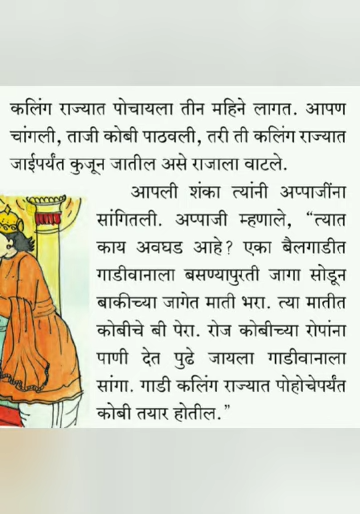 कलिंग राज्यात पोचायला तीन महिने लागत. आपण
चांगली, ताजी कोबी पाठवली, तरी ती कलिंग राज्यात
जाईपर्यंत कुजून जातील असे राजाला वाटले.
आपली शंका त्यांनी अप्पाजींना
सांगितली. अप्पाजी म्हणाले, “त्यात
काय अवघड आहे? एका बैलगाडीत
गाडीवानाला बसण्यापुरती जागा सोडून
बाकीच्या जागेत माती भरा. त्या मातीत
कोबीचे बी पेरा. रोज कोबीच्या रोपांना
पाणी देत पुढे जायला गाडीवानाला
सांगा. गाडी कलिंग राज्यात पोहोचेपर्यंत
कोबी तयार होतील.”